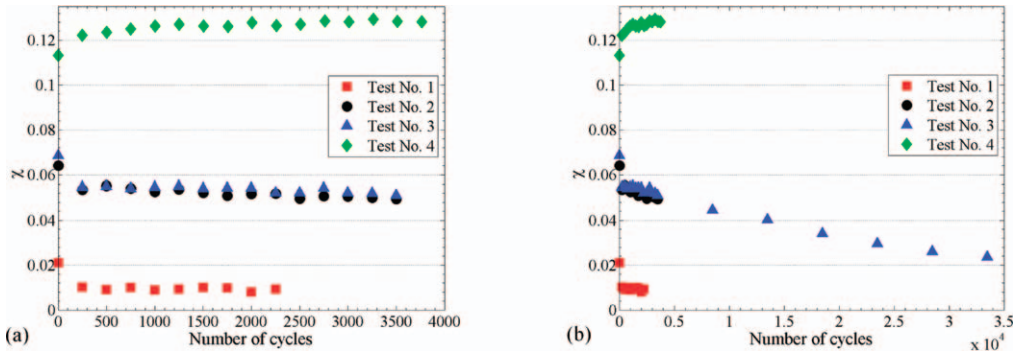 0.12
0.1
0.08
0.06
0.04
0.02
0
χ
0 500 1000 1500 2000 2500 3000 3500 4000
Number of cycles
(a)
Test No. 1
Test No. 2
Test No. 3
Test No. 4
0.12
0.1
0.08
0.06
0.04
0.02
0
χ
0 0.5 1 1.5 2 2.5 3 3.5
Number of cycles
x 10⁴
(b)
Test No. 1
Test No. 2
Test No. 3
Test No. 4